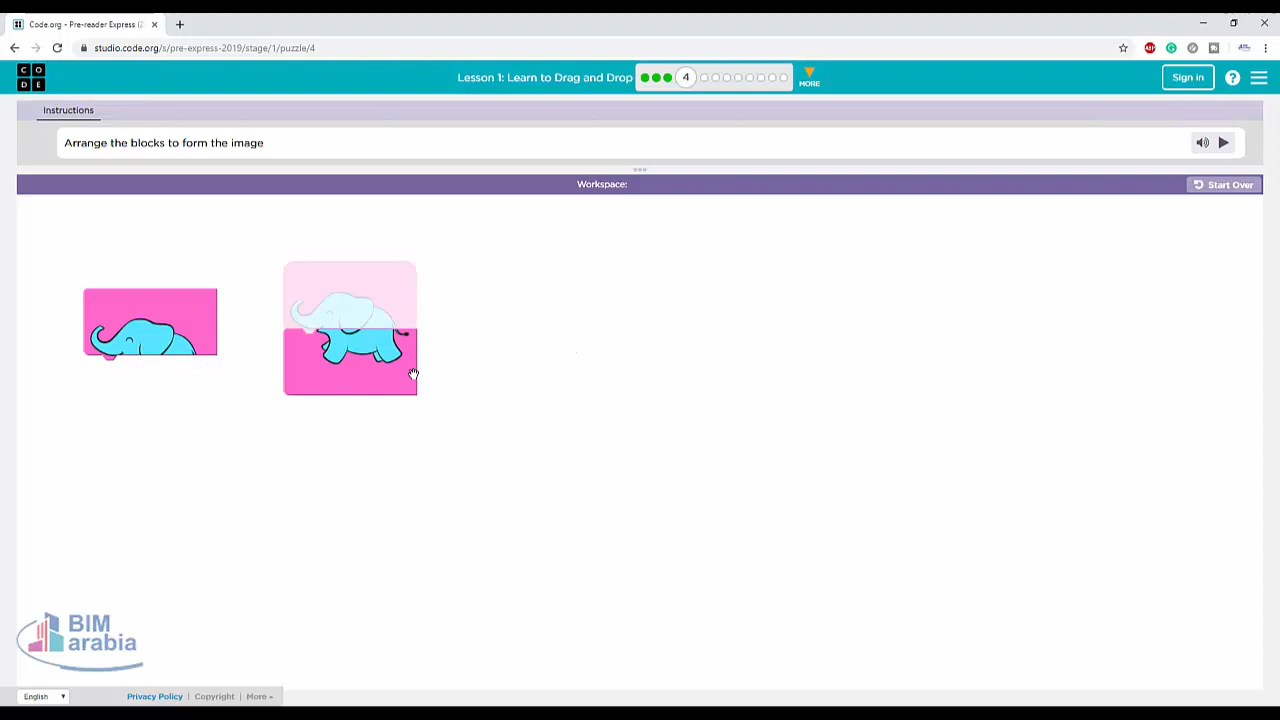 Code.org - Pre-reader Express (2
studio.code.org/s/pre-express-2019/stage/1/puzzle/4
C O
D E
Lesson 1: Learn to Drag and Drop
4
MORE
Sign in
Instructions
Arrange the blocks to form the image
Workspace:
Start Over
BIM
arabia
English
Privacy Policy | Copyright | More